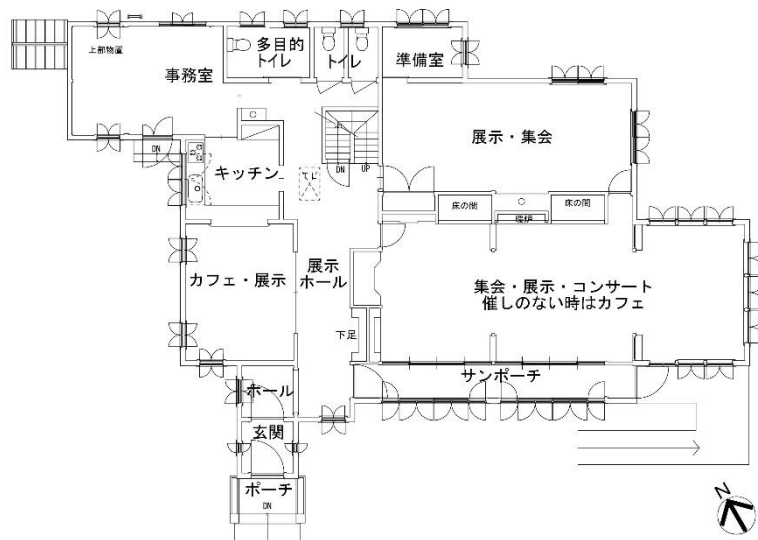 上部物置
事務室
多目的
トイレ
トイレ
準備室
展示・集会
DN
キッチン
DN
UP
床の間
暖炉
床の間
カフェ・展示
展示
ホール
集会・展示・コンサート
催しのない時はカフェ
下足
サンポーチ
ホール
玄関
ポーチ
DN
N